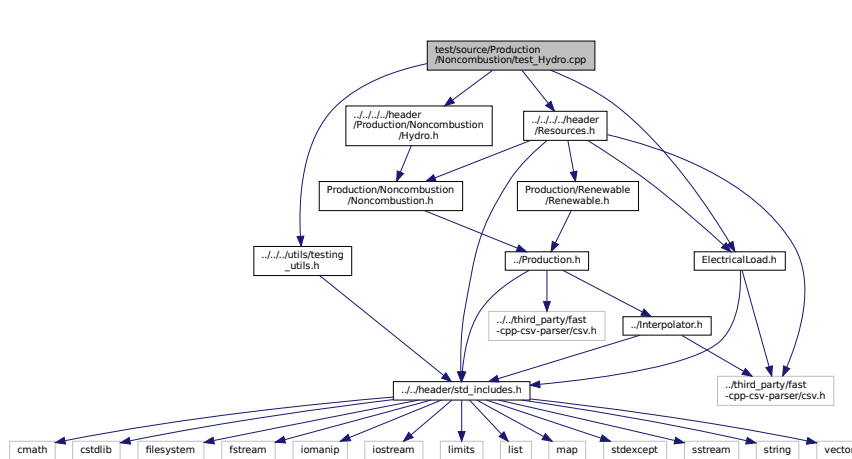 test/source/Production
/Noncombustion/test_Hydro.cpp
../../../../header
/Production/Noncombustion
/Hydro.h
../../../../header
/Resources.h
Production/Noncombustion
/Noncombustion.h
Production/Renewable
/Renewable.h
../../../utils/testing
_utils.h
../Production.h
ElectricalLoad.h
../../third_party/fast
-cpp-csv-parser/csv.h
../Interpolator.h
../third_party/fast
-cpp-csv-parser/csv.h
../../header/std_includes.h
cmath
cstdlib
filesystem
fstream
iomanip
iostream
limits
list
map
stdexcept
sstream
string
vector